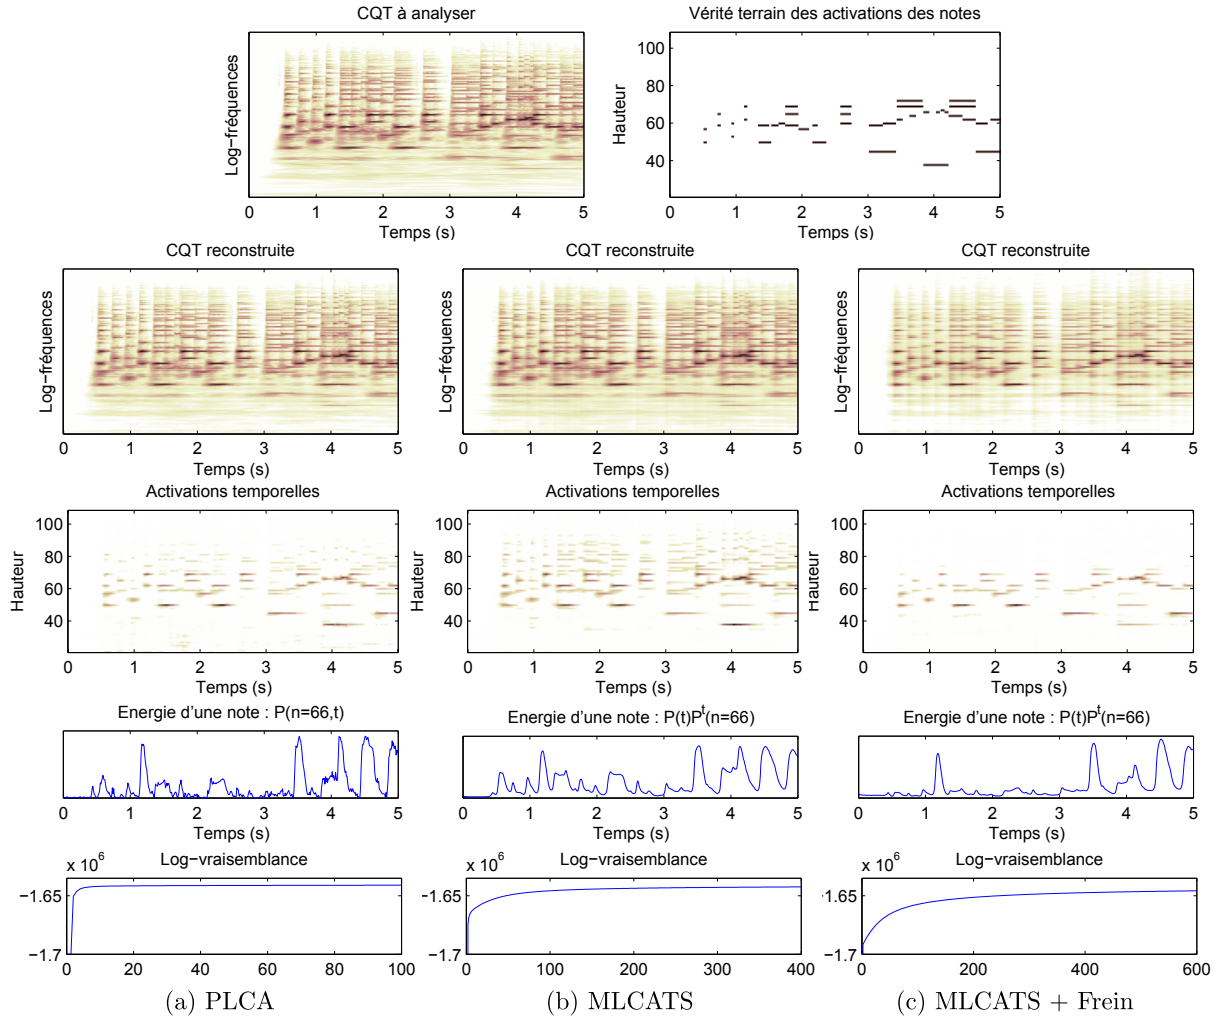 CQT à analyser
Log−fréquences
0 1 2 3 4 5
Temps (s)
Vérité terrain des activations des notes
Hauteur
100
80
60
40
0 1 2 3 4 5
Temps (s)
CQT reconstruite
Log−fréquences
0 1 2 3 4 5
Temps (s)
CQT reconstruite
Log−fréquences
0 1 2 3 4 5
Temps (s)
CQT reconstruite
Log−fréquences
0 1 2 3 4 5
Temps (s)
Activations temporelles
Hauteur
100
80
60
40
0 1 2 3 4 5
Temps (s)
Activations temporelles
Hauteur
100
80
60
40
0 1 2 3 4 5
Temps (s)
Activations temporelles
Hauteur
100
80
60
40
0 1 2 3 4 5
Temps (s)
Energie d'une note : P(n=66,t)
0 1 2 3 4 5
Temps (s)
Energie d'une note : P(t)P^t(n=66)
0 1 2 3 4 5
Temps (s)
Energie d'une note : P(t)P^t(n=66)
0 1 2 3 4 5
Temps (s)
x 10^6
Log−vraisemblance
−1.65
−1.7
0 20 40 60 80 100
x 10^6
Log−vraisemblance
−1.65
−1.7
0 100 200 300 400
x 10^6
Log−vraisemblance
−1.65
−1.7
0 200 400 600
(a) PLCA
(b) MLCATS
(c) MLCATS + Frein